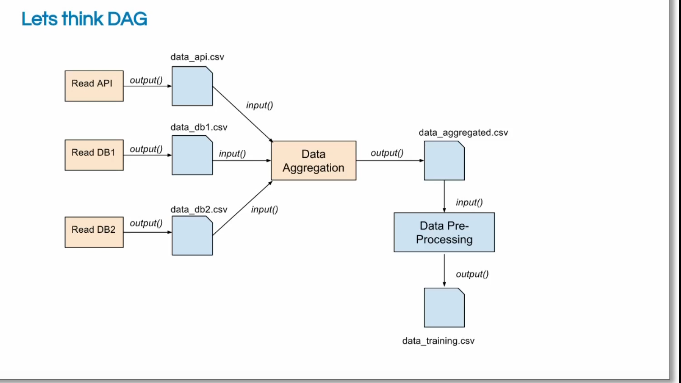 Lets think DAG
data_api.csv
Read API
output()
input()
data_db1.csv
Read DB1
output()
input()
Data
Aggregation
output()
data_aggregated.csv
data_db2.csv
Read DB2
output()
input()
input()
Data Pre-
Processing
output()
data_training.csv